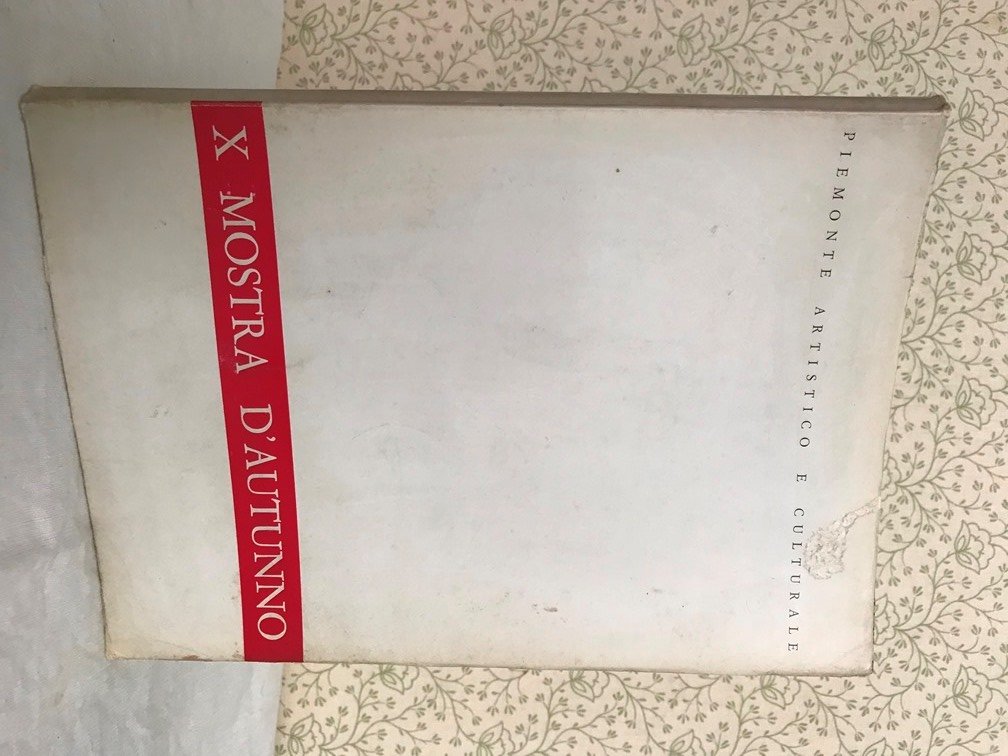 PIEMONTE ARTISTICO E CULTURALE
X MOSTRA D'AUTUNNO